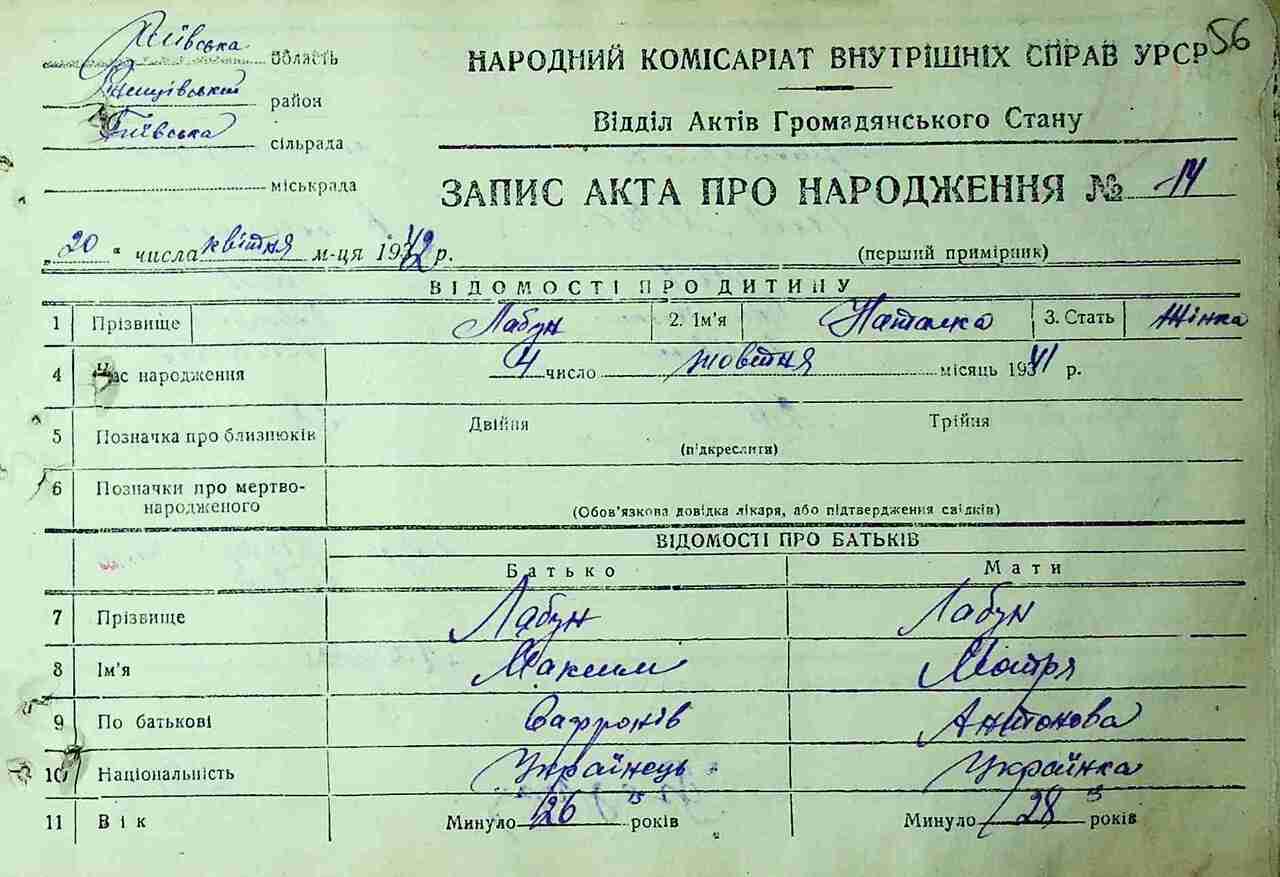 56
Київська область
район
сільрада
міськрада
НАРОДНИЙ КОМІСАРІАТ ВНУТРІШНІХ СПРАВ УРСР
Відділ Актів Громадянського Стану
ЗАПИС АКТА ПРО НАРОДЖЕННЯ № 14
„20" числа квітня м-ця 1942 р.
(перший примірник)
ВІДОМОСТІ ПРО ДИТИНУ
1 Прізвище Лабун 2. Ім'я Наталка 3. Стать Жінка
4 Час народження 4 число жовтня місяць 1941 р.
5 Позначка про близнюків Двійня Трійня
(підкреслити)
6 Позначки про мертво-
народженого (Обов'язкова довідка лікаря, або підтвердження свідків)
ВІДОМОСТІ ПРО БАТЬКІВ
Батько Мати
7 Прізвище Лабун Лабун
8 Ім'я Максим Мотря
9 По батькові Сафронів Антонова
10 Національність Українець Українка
11 Вік Минуло 26 років Минуло 28 років